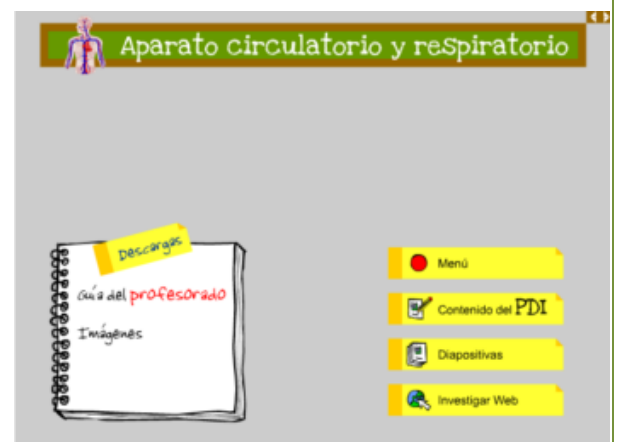 Aparato circulatorio y respiratorio
Descargas
Guía del profesorado
Imágenes
Menú
Contenido del PDI
Diapositivas
Investigar Web